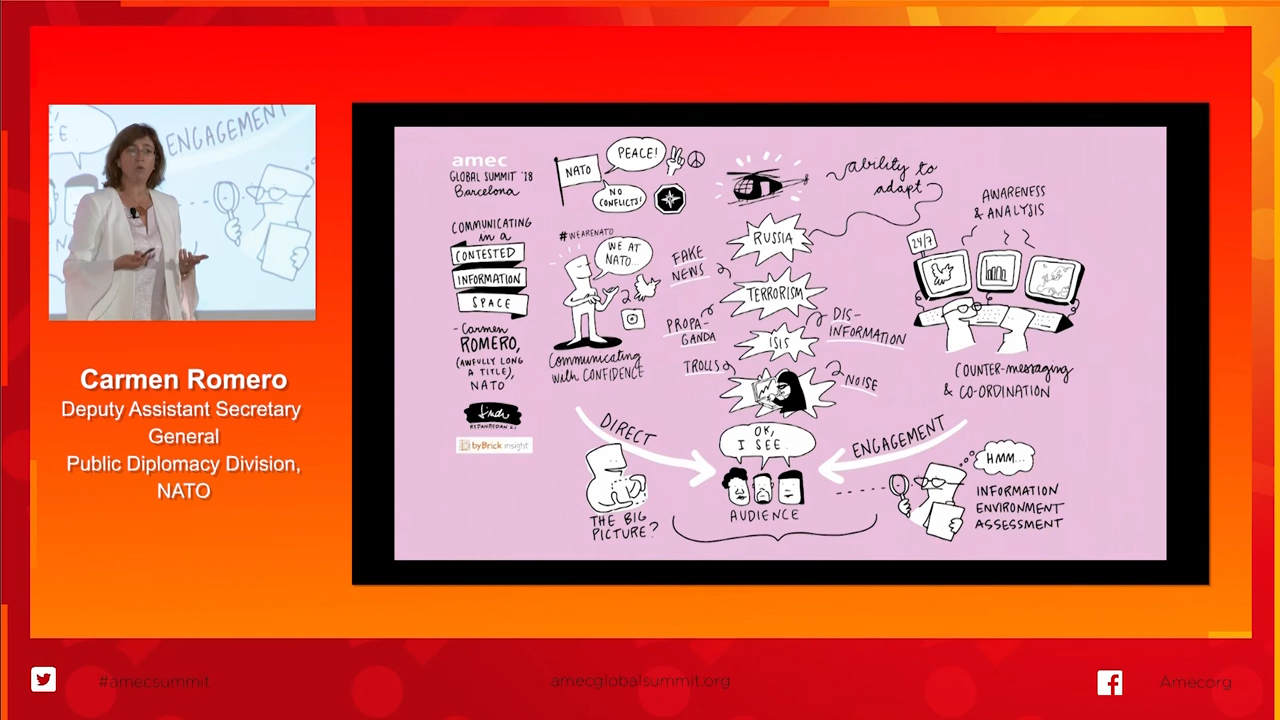 SEE.
ENGAGEMENT
Carmen Romero
Deputy Assistant Secretary
General
Public Diplomacy Division,
NATO
amec
GLOBAL SUMMIT '18
Barcelona
COMMUNICATING
in a
CONTESTED
INFORMATION
SPACE
- Carmen
ROMERO,
(AWFULLY LONG
A TITLE),
NATO
byBrick insight
NATO
PEACE!
NO
CONFLICTS!
#WEARENATO
WE AT
NATO...
Communicating
with CONFIDENCE
ability to
adapt
RUSSIA
FAKE
NEWS
TERRORISM
PROPA-
GANDA
DIS-
INFORMATION
ISIS
TROLLS
NOISE
AWARENESS
& ANALYSIS
24/7
COUNTER-messaging
& CO-ORDINATION
DIRECT
OK,
I SEE.
ENGAGEMENT
AUDIENCE
THE BIG
PICTURE?
HMM...
INFORMATION
ENVIRONMENT
ASSESSMENT
#amecsummit
amecglobalsummit.org
Amecorg